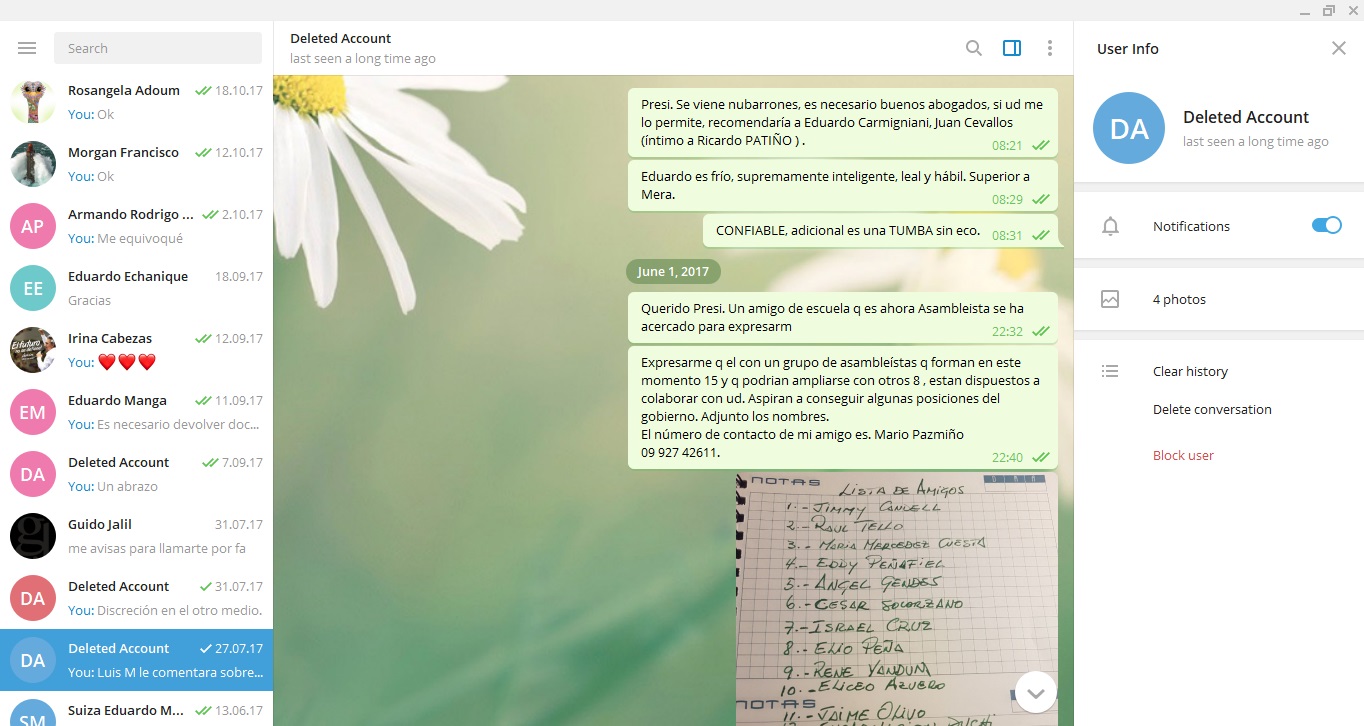 Search
Rosangela Adoum 18.10.17
You: Ok
Morgan Francisco 12.10.17
You: Ok
AP
Armando Rodrigo ... 2.10.17
You: Me equivoqué
EE
Eduardo Echanique 18.09.17
Gracias
El futuro
Irina Cabezas 12.09.17
You: ❤️❤️❤️
EM
Eduardo Manga 11.09.17
You: Es necesario devolver doc...
DA
Deleted Account 7.09.17
You: Un abrazo
g
Guido Jalil 31.07.17
me avisas para llamarte por fa
DA
Deleted Account 31.07.17
You: Discreción en el otro medio.
DA
Deleted Account 27.07.17
You: Luis M le comentara sobre...
SM
Suiza Eduardo M... 13.06.17
Deleted Account
last seen a long time ago
Presi. Se viene nubarrones, es necesario buenos abogados, si ud me
lo permite, recomendaría a Eduardo Carmigniani, Juan Cevallos
(íntimo a Ricardo PATIÑO ) .
08:21
Eduardo es frío, supremamente inteligente, leal y hábil. Superior a
Mera.
08:29
CONFIABLE, adicional es una TUMBA sin eco. 08:31
June 1, 2017
Querido Presi. Un amigo de escuela q es ahora Asambleista se ha
acercado para expresarm
22:32
Expresarme q el con un grupo de asambleístas q forman en este
momento 15 y q podrian ampliarse con otros 8 , estan dispuestos a
colaborar con ud. Aspiran a conseguir algunas posiciones del
gobierno. Adjunto los nombres.
El número de contacto de mi amigo es. Mario Pazmiño
09 927 42611.
22:40
NOTAS
LISTA DE AMIGOS
1.- JIMMY CANDELL
2.- RAUL TELLO
3.- MARIA MERCEDEZ CUESTA
4.- EDDY PEÑAFIEL
5.- ANGEL GENDES
6.- CESAR SOLORZANO
7.- ISRAEL CRUZ
8.- ELIO PEÑA
9.- RENE YANDUN
10.- ELICEO AZUERO
NOTAS
11.- JAIME OLIVO
User Info
DA
Deleted Account
last seen a long time ago
Notifications
4 photos
Clear history
Delete conversation
Block user